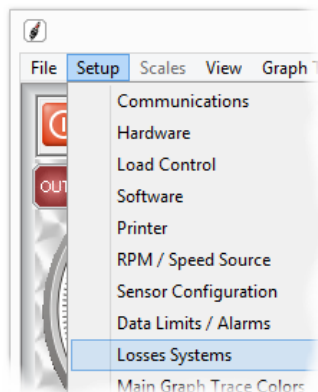 File Setup Scales View Graph
OUT
Communications
Hardware
Load Control
Software
Printer
RPM / Speed Source
Sensor Configuration
Data Limits / Alarms
Losses Systems
Main Graph Trace Colors